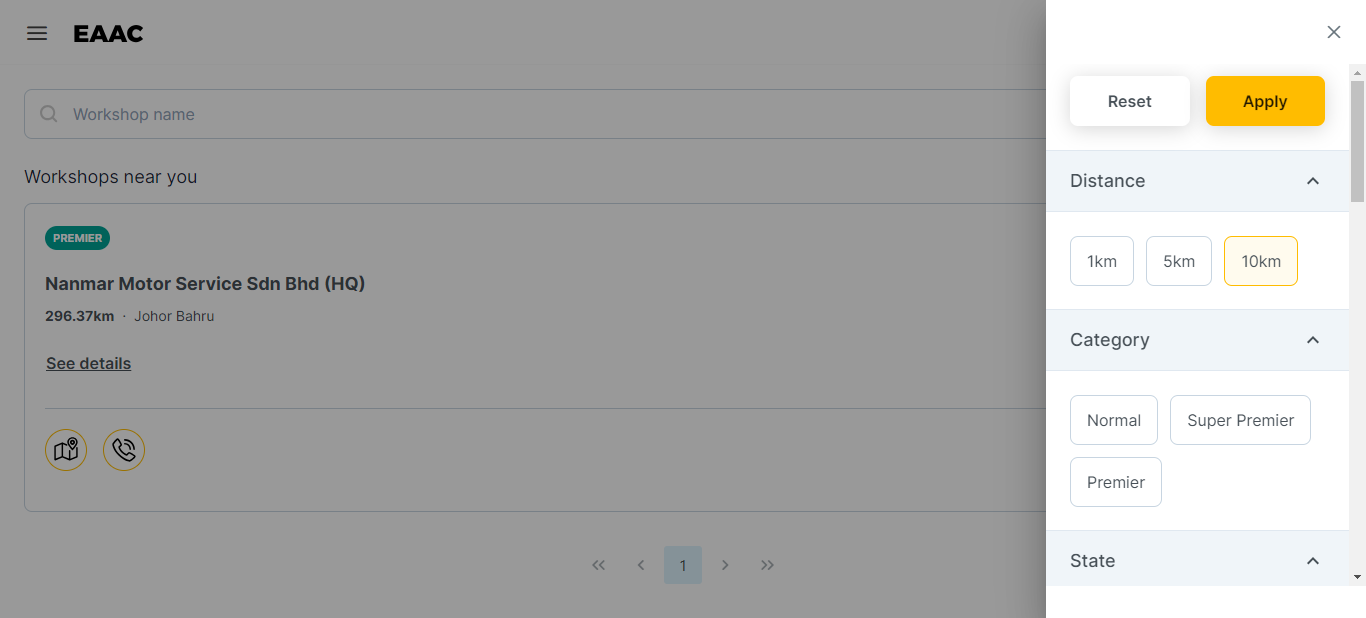 EAAC
Workshop name
Workshops near you
PREMIER
Nanmar Motor Service Sdn Bhd (HQ)
296.37km · Johor Bahru
See details
1
Reset Apply
Distance
1km 5km 10km
Category
Normal Super Premier
Premier
State